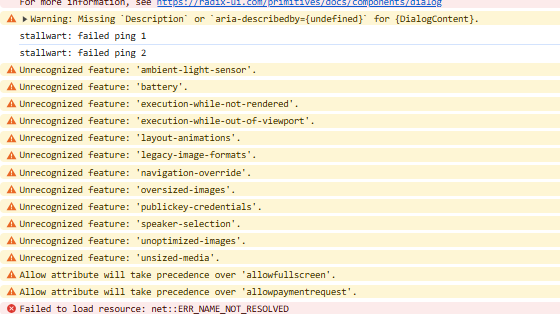 For more information, see https://radix-ui.com/primitives/docs/components/dialog
Warning: Missing `Description` or `aria-describedby={undefined}` for {DialogContent}.
stallwart: failed ping 1
stallwart: failed ping 2
Unrecognized feature: 'ambient-light-sensor'.
Unrecognized feature: 'battery'.
Unrecognized feature: 'execution-while-not-rendered'.
Unrecognized feature: 'execution-while-out-of-viewport'.
Unrecognized feature: 'layout-animations'.
Unrecognized feature: 'legacy-image-formats'.
Unrecognized feature: 'navigation-override'.
Unrecognized feature: 'oversized-images'.
Unrecognized feature: 'publickey-credentials'.
Unrecognized feature: 'speaker-selection'.
Unrecognized feature: 'unoptimized-images'.
Unrecognized feature: 'unsized-media'.
Allow attribute will take precedence over 'allowfullscreen'.
Allow attribute will take precedence over 'allowpaymentrequest'.
Failed to load resource: net::ERR_NAME_NOT_RESOLVED